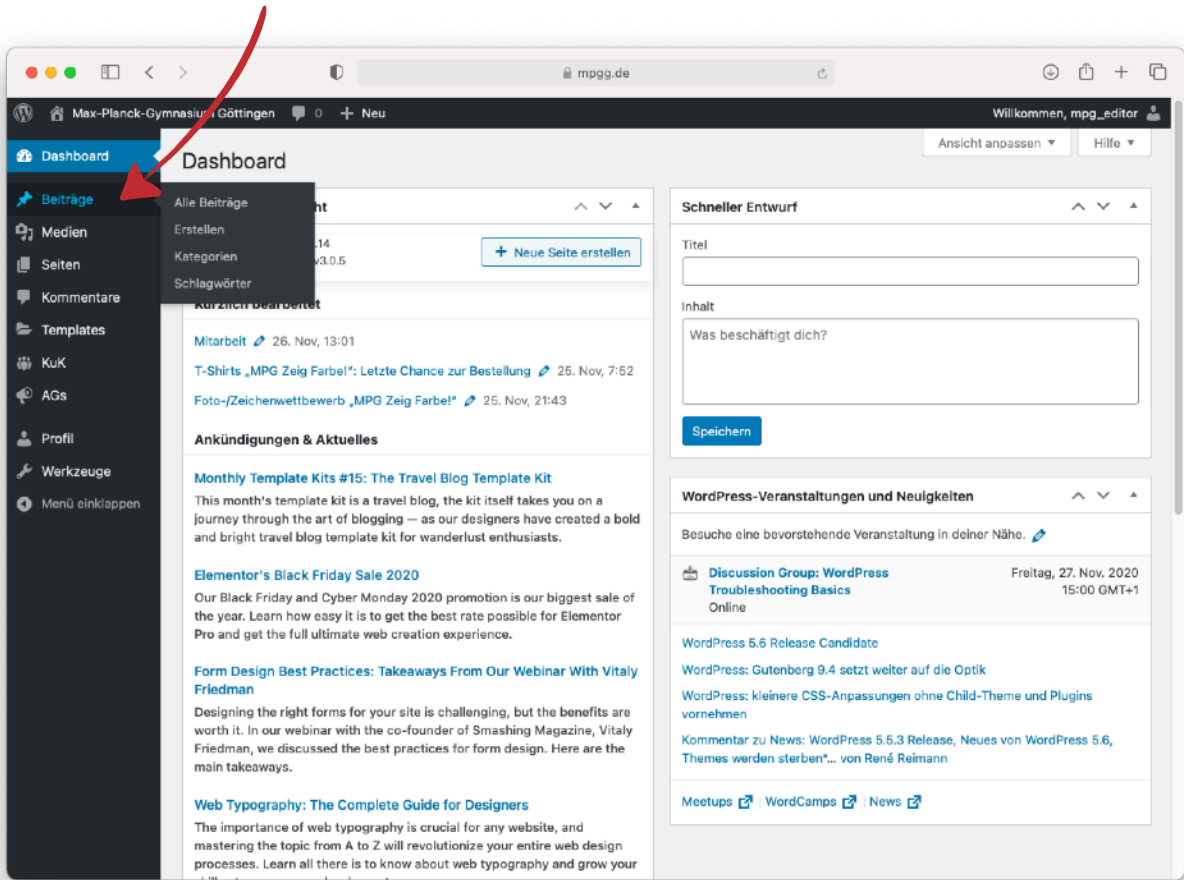 mpgg.de
Max-Planck-Gymnasium Göttingen 0 + Neu
Willkommen, mpg_editor
Dashboard
Beiträge
Medien
Seiten
Kommentare
Templates
KuK
AGs
Profil
Werkzeuge
Menü einklappen
Alle Beiträge
Erstellen
Kategorien
Schlagwörter
Ansicht anpassen
Hilfe
Dashboard
ht
.14
v3.0.5
+ Neue Seite erstellen
Kürzlich bearbeitet
Mitarbeit 26. Nov, 13:01
T-Shirts „MPG Zeig Farbe!“: Letzte Chance zur Bestellung 25. Nov, 7:52
Foto-/Zeichenwettbewerb „MPG Zeig Farbe!“ 25. Nov, 21:43
Ankündigungen & Aktuelles
Monthly Template Kits #15: The Travel Blog Template Kit
This month's template kit is a travel blog, the kit itself takes you on a
journey through the art of blogging — as our designers have created a bold
and bright travel blog template kit for wanderlust enthusiasts.
Elementor's Black Friday Sale 2020
Our Black Friday and Cyber Monday 2020 promotion is our biggest sale of
the year. Learn how easy it is to get the best rate possible for Elementor
Pro and get the full ultimate web creation experience.
Form Design Best Practices: Takeaways From Our Webinar With Vitaly
Friedman
Designing the right forms for your site is challenging, but the benefits are
worth it. In our webinar with the co-founder of Smashing Magazine, Vitaly
Friedman, we discussed the best practices for form design. Here are the
main takeaways.
Web Typography: The Complete Guide for Designers
The importance of web typography is crucial for any website, and
mastering the topic from A to Z will revolutionize your entire web design
processes. Learn all there is to know about web typography and grow your
Schneller Entwurf
Titel
Inhalt
Was beschäftigt dich?
Speichern
WordPress-Veranstaltungen und Neuigkeiten
Besuche eine bevorstehende Veranstaltung in deiner Nähe.
Discussion Group: WordPress
Troubleshooting Basics
Online
Freitag, 27. Nov. 2020
15:00 GMT+1
WordPress 5.6 Release Candidate
WordPress: Gutenberg 9.4 setzt weiter auf die Optik
WordPress: kleinere CSS-Anpassungen ohne Child-Theme und Plugins
vornehmen
Kommentar zu News: WordPress 5.5.3 Release, Neues von WordPress 5.6,
Themes werden sterben*... von René Reimann
Meetups | WordCamps | News